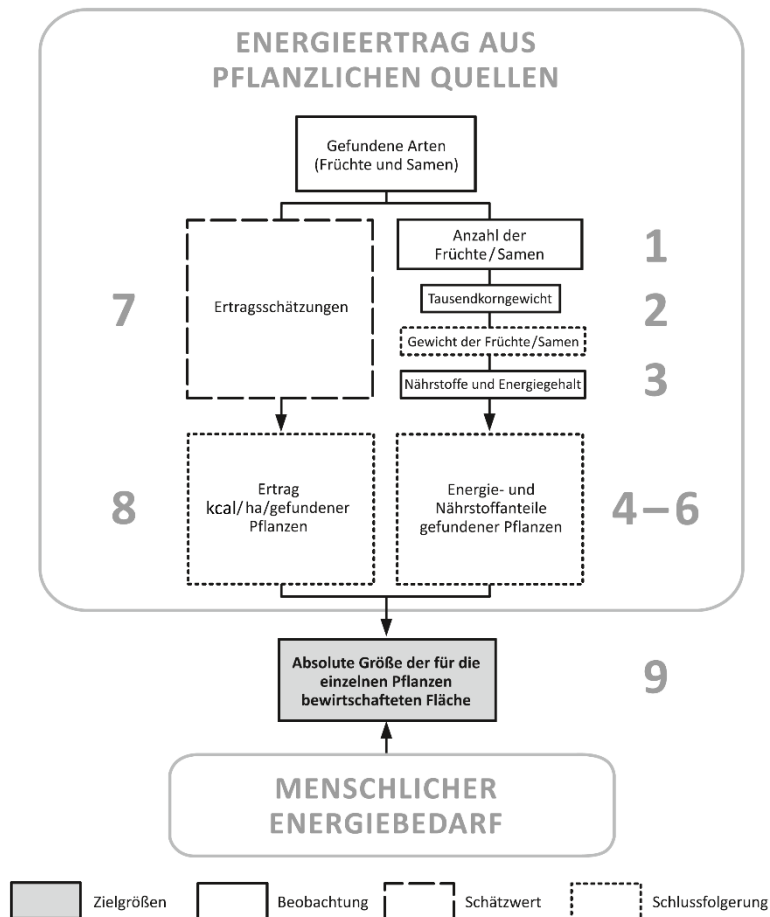 ENERGIEERTRAG AUS
PFLANZLICHEN QUELLEN
Gefundene Arten
(Früchte und Samen)
Anzahl der
Früchte/Samen
1
Tausendkorngewicht
2
7
Ertragsschätzungen
Gewicht der Früchte/Samen
Nährstoffe und Energiegehalt
3
8
Ertrag
kcal/ha/gefundener
Pflanzen
Energie- und
Nährstoffanteile
gefundener Pflanzen
4–6
Absolute Größe der für die
einzelnen Pflanzen
bewirtschafteten Fläche
9
MENSCHLICHER
ENERGIEBEDARF
Zielgrößen
Beobachtung
Schätzwert
Schlussfolgerung